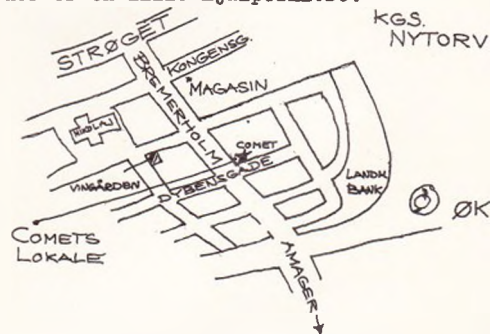 KGS.
NYTORV
STRØGET
KONGENSG.
BREMERHOLM
MAGASIN
NIKOLAJ
COMET
VINGÅRDEN
DYBENSGADE
LANDM.
BANK
ØK
COMETS
LOKALE
AMAGER